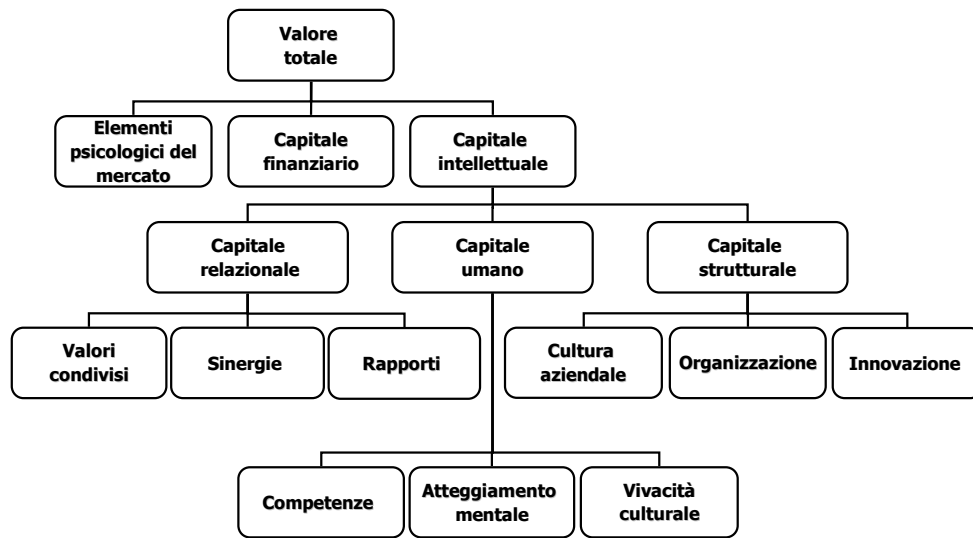 Valore
totale
Elementi
psicologici del
mercato
Capitale
finanziario
Capitale
intellettuale
Capitale
relazionale
Capitale
umano
Capitale
strutturale
Valori
condivisi
Sinergie
Rapporti
Cultura
aziendale
Organizzazione
Innovazione
Competenze
Atteggiamento
mentale
Vivacità
culturale